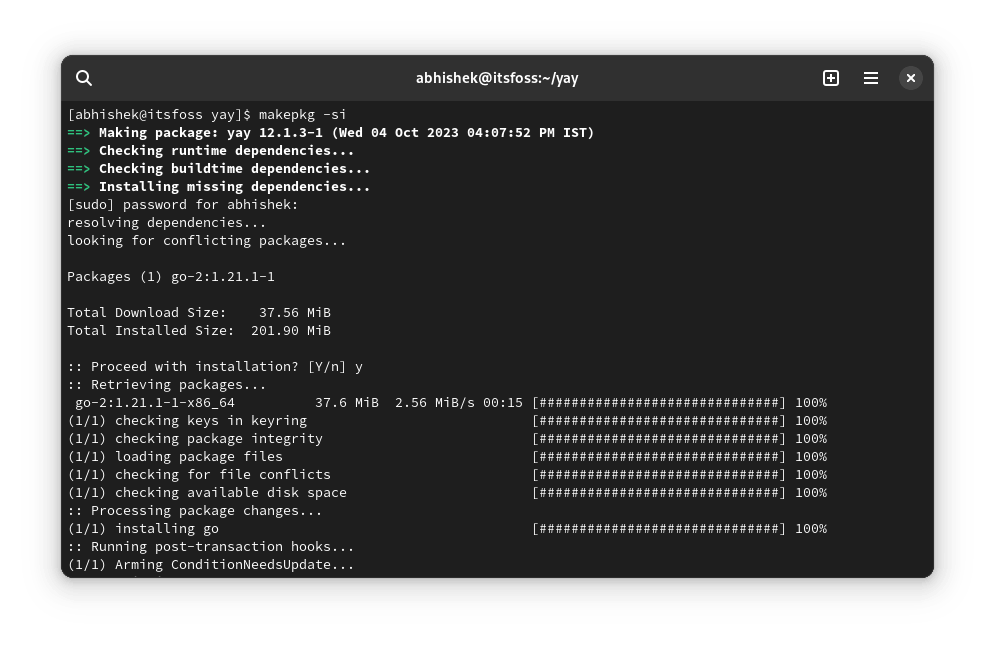 abhishek@itsfoss:~/yay
[abhishek@itsfoss yay]$ makepkg -si
==> Making package: yay 12.1.3-1 (Wed 04 Oct 2023 04:07:52 PM IST)
==> Checking runtime dependencies...
==> Checking buildtime dependencies...
==> Installing missing dependencies...
[sudo] password for abhishek:
resolving dependencies...
looking for conflicting packages...
Packages (1) go-2:1.21.1-1
Total Download Size:    37.56 MiB
Total Installed Size:  201.90 MiB
:: Proceed with installation? [Y/n] y
:: Retrieving packages...
 go-2:1.21.1-1-x86_64          37.6 MiB  2.56 MiB/s 00:15 [##############################] 100%
(1/1) checking keys in keyring                            [##############################] 100%
(1/1) checking package integrity                          [##############################] 100%
(1/1) loading package files                               [##############################] 100%
(1/1) checking for file conflicts                         [##############################] 100%
(1/1) checking available disk space                       [##############################] 100%
:: Processing package changes...
(1/1) installing go                                       [##############################] 100%
:: Running post-transaction hooks...
(1/1) Arming ConditionNeedsUpdate...